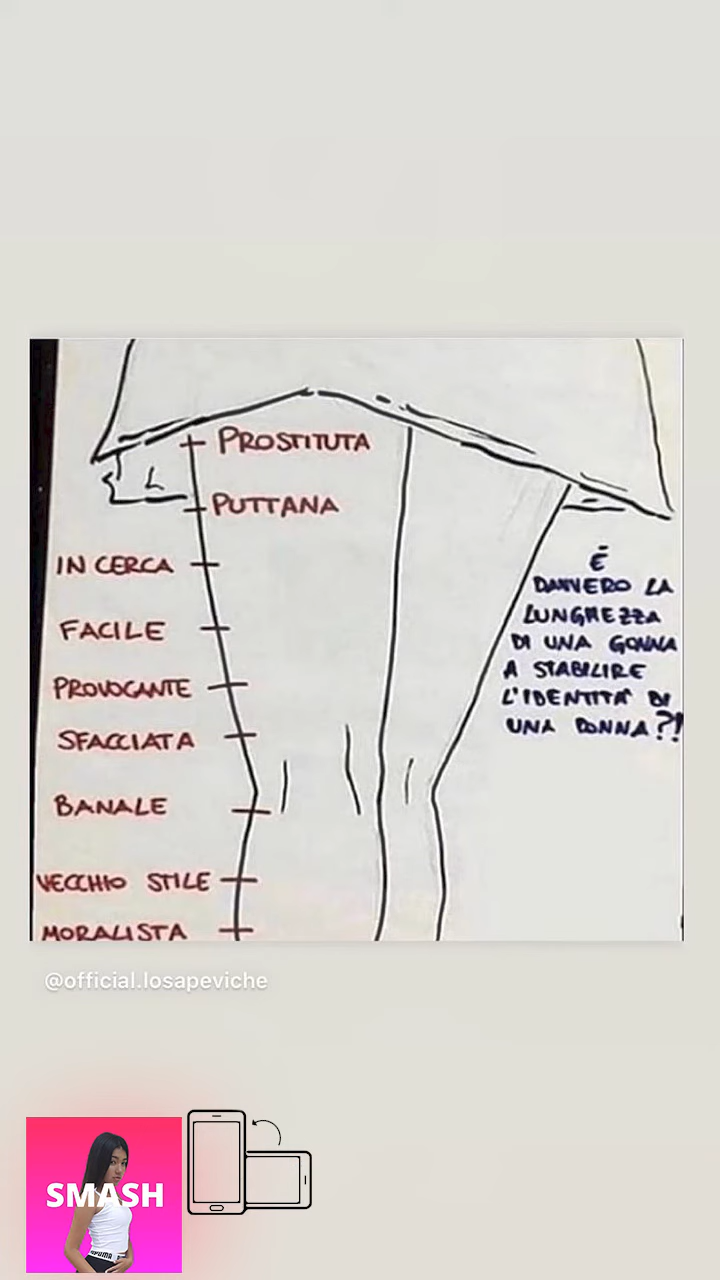 PROSTITUTA
L
PUTTANA
IN CERCA
FACILE
PROVOCANTE
SFACCIATA
BANALE
VECCHIO STILE
MORALISTA
É
DAVVERO LA
LUNGHEZZA
DI UNA GONNA
A STABILIRE
L'IDENTITÀ DI
UNA DONNA?!
@official.losapeviche
SMASH
PUMA